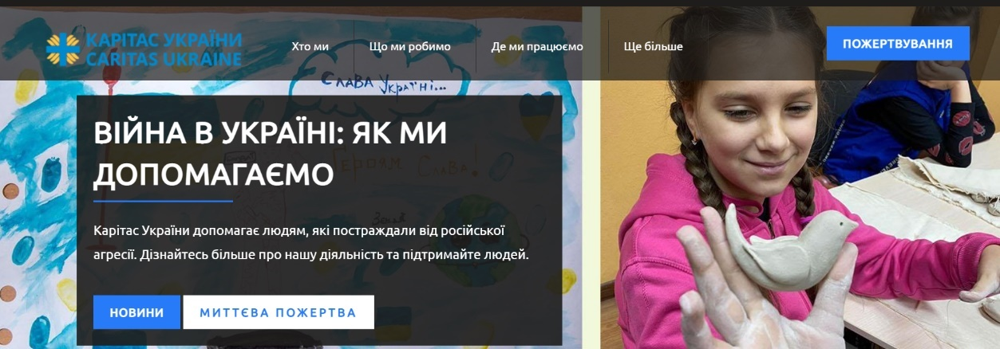 КАРІТАС УКРАЇНИ
CARITAS UKRAINE
Хто ми
Що ми робимо
Де ми працюємо
Ще більше
ПОЖЕРТВУВАННЯ
Слава Україні...
ВІЙНА В УКРАЇНІ: ЯК МИ
ДОПОМАГАЄМО
Героям Слава!
Карітас України допомагає людям, які постраждали від російської
агресії. Дізнайтесь більше про нашу діяльність та підтримайте людей.
НОВИНИ
МИТТЄВА ПОЖЕРТВА